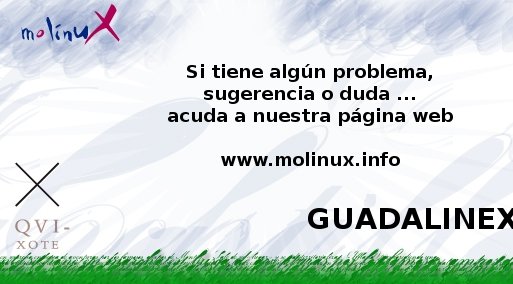 molinux
Si tiene algún problema,
sugerencia o duda ...
acuda a nuestra página web
www.molinux.info
QVI-
XOTE
GUADALINEX